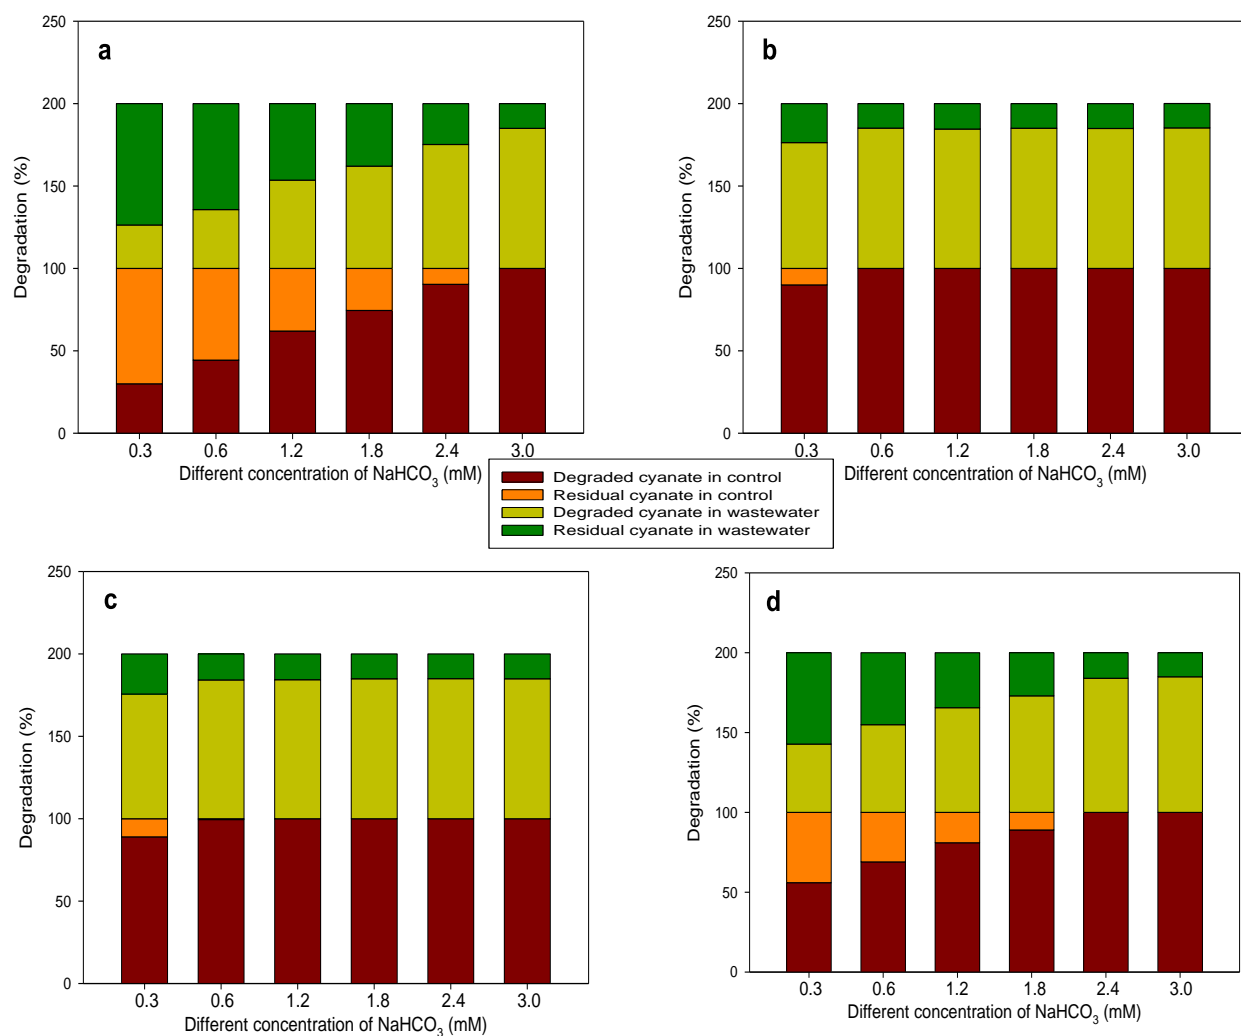 a
250
200
150
100
50
0
Degradation (%)
0.3 0.6 1.2 1.8 2.4 3.0
Different concentration of NaHCO3 (mM)
b
250
200
150
100
50
0
Degradation (%)
0.3 0.6 1.2 1.8 2.4 3.0
Different concentration of NaHCO3 (mM)
Degraded cyanate in control
Residual cyanate in control
Degraded cyanate in wastewater
Residual cyanate in wastewater
c
250
200
150
100
50
0
Degradation (%)
0.3 0.6 1.2 1.8 2.4 3.0
Different concentration of NaHCO3 (mM)
d
250
200
150
100
50
0
Degradation (%)
0.3 0.6 1.2 1.8 2.4 3.0
Different concentration of NaHCO3 (mM)